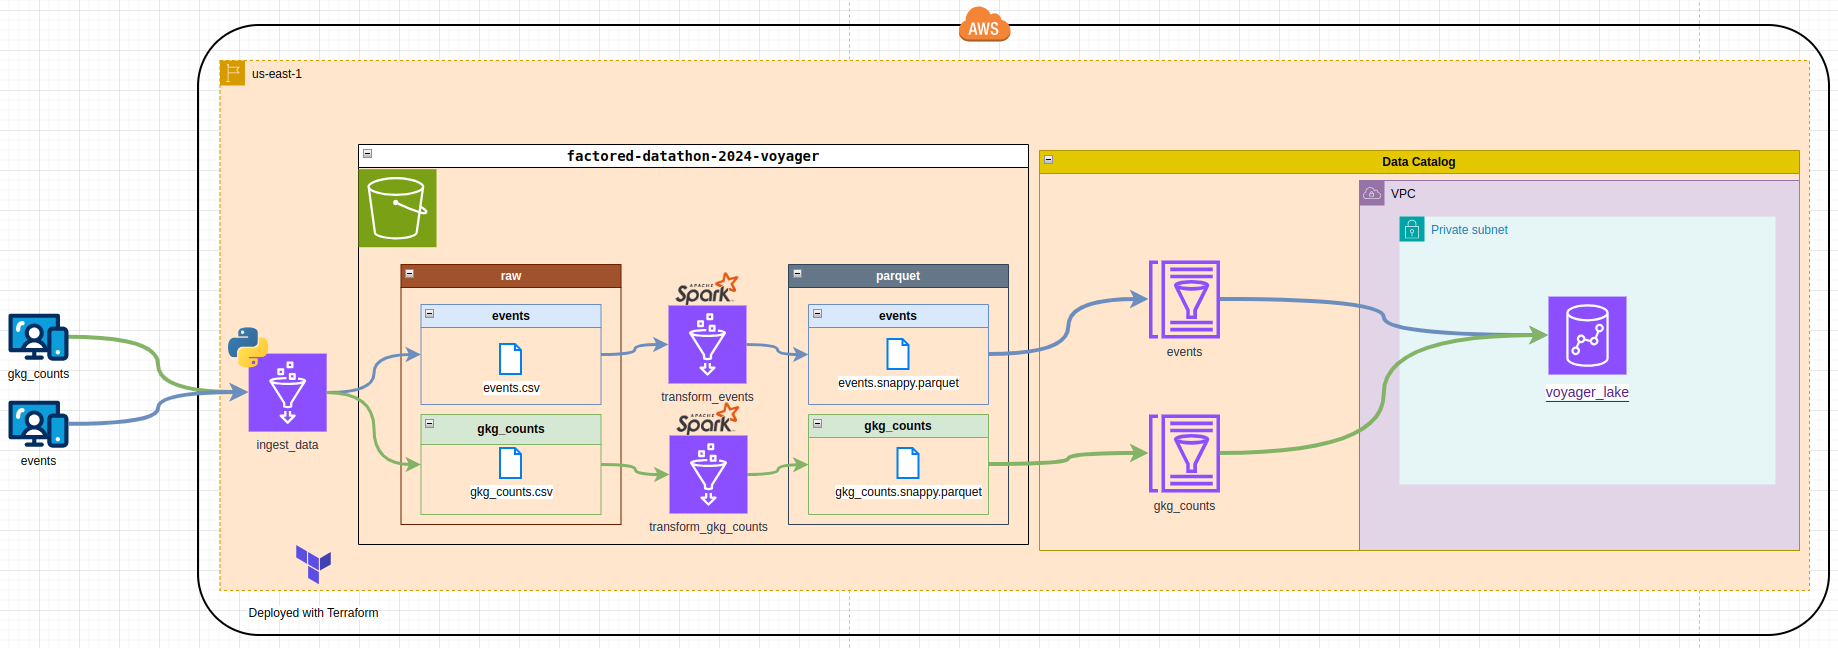 AWS
us-east-1
factored-datathon-2024-voyager
Data Catalog
VPC
Private subnet
raw
parquet
APACHE
Spark
events
events
events.csv
events.snappy.parquet
transform_events
events
voyager_lake
gkg_counts
events
ingest_data
APACHE
Spark
gkg_counts
gkg_counts
gkg_counts.csv
gkg_counts.snappy.parquet
transform_gkg_counts
gkg_counts
Deployed with Terraform